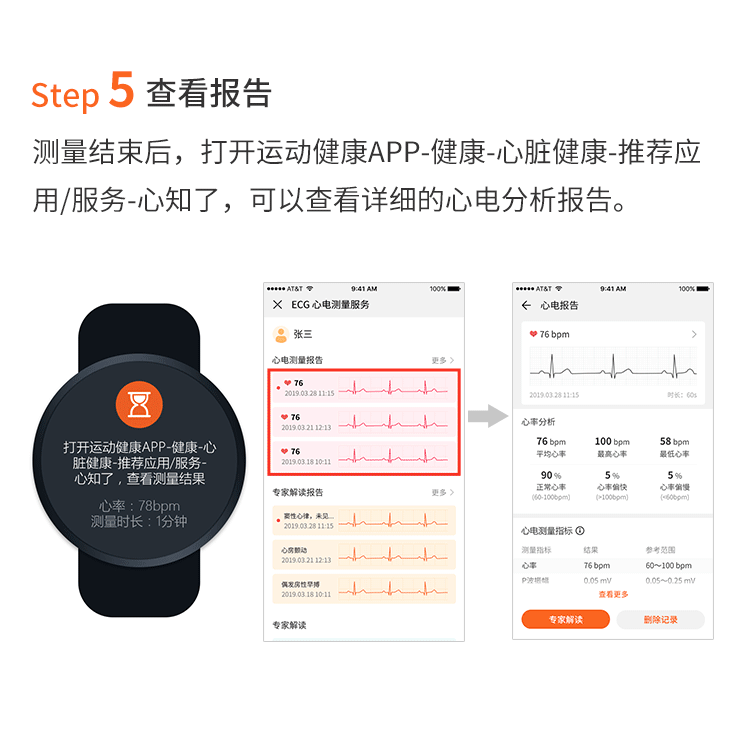 Step 5 查看报告
测量结束后，打开运动健康APP-健康-心脏健康-推荐应
用/服务-心知了，可以查看详细的心电分析报告。
打开运动健康APP-健康-心
脏健康-推荐应用/服务-
心知了，查看测量结果
心率：78bpm
测量时长：1分钟
AT&T 9:41 AM 100%
ECG 心电测量服务
张三
心电测量报告 更多
76
2019.03.28 11:15
76
2019.03.21 12:13
76
2019.03.18 10:11
专家解读报告 更多
窦性心律，未见...
2019.03.28 11:15
心房颤动
2019.03.21 12:13
偶发房性早搏
2019.03.18 10:11
专家解读
AT&T 9:41 AM 100%
心电报告
76 bpm
2019.03.28 11:15 时长：60s
心率分析
76 bpm 100 bpm 58 bpm
平均心率 最高心率 最低心率
90 % 5 % 5 %
正常心率 心率偏快 心率偏慢
(60-100bpm) (>100bpm) (<60bpm)
心电测量指标
测量指标 结果 参考范围
心率 76 bpm 60～100 bpm
P波振幅 0.05 mV 0.05～0.25 mV
查看更多
专家解读 删除记录